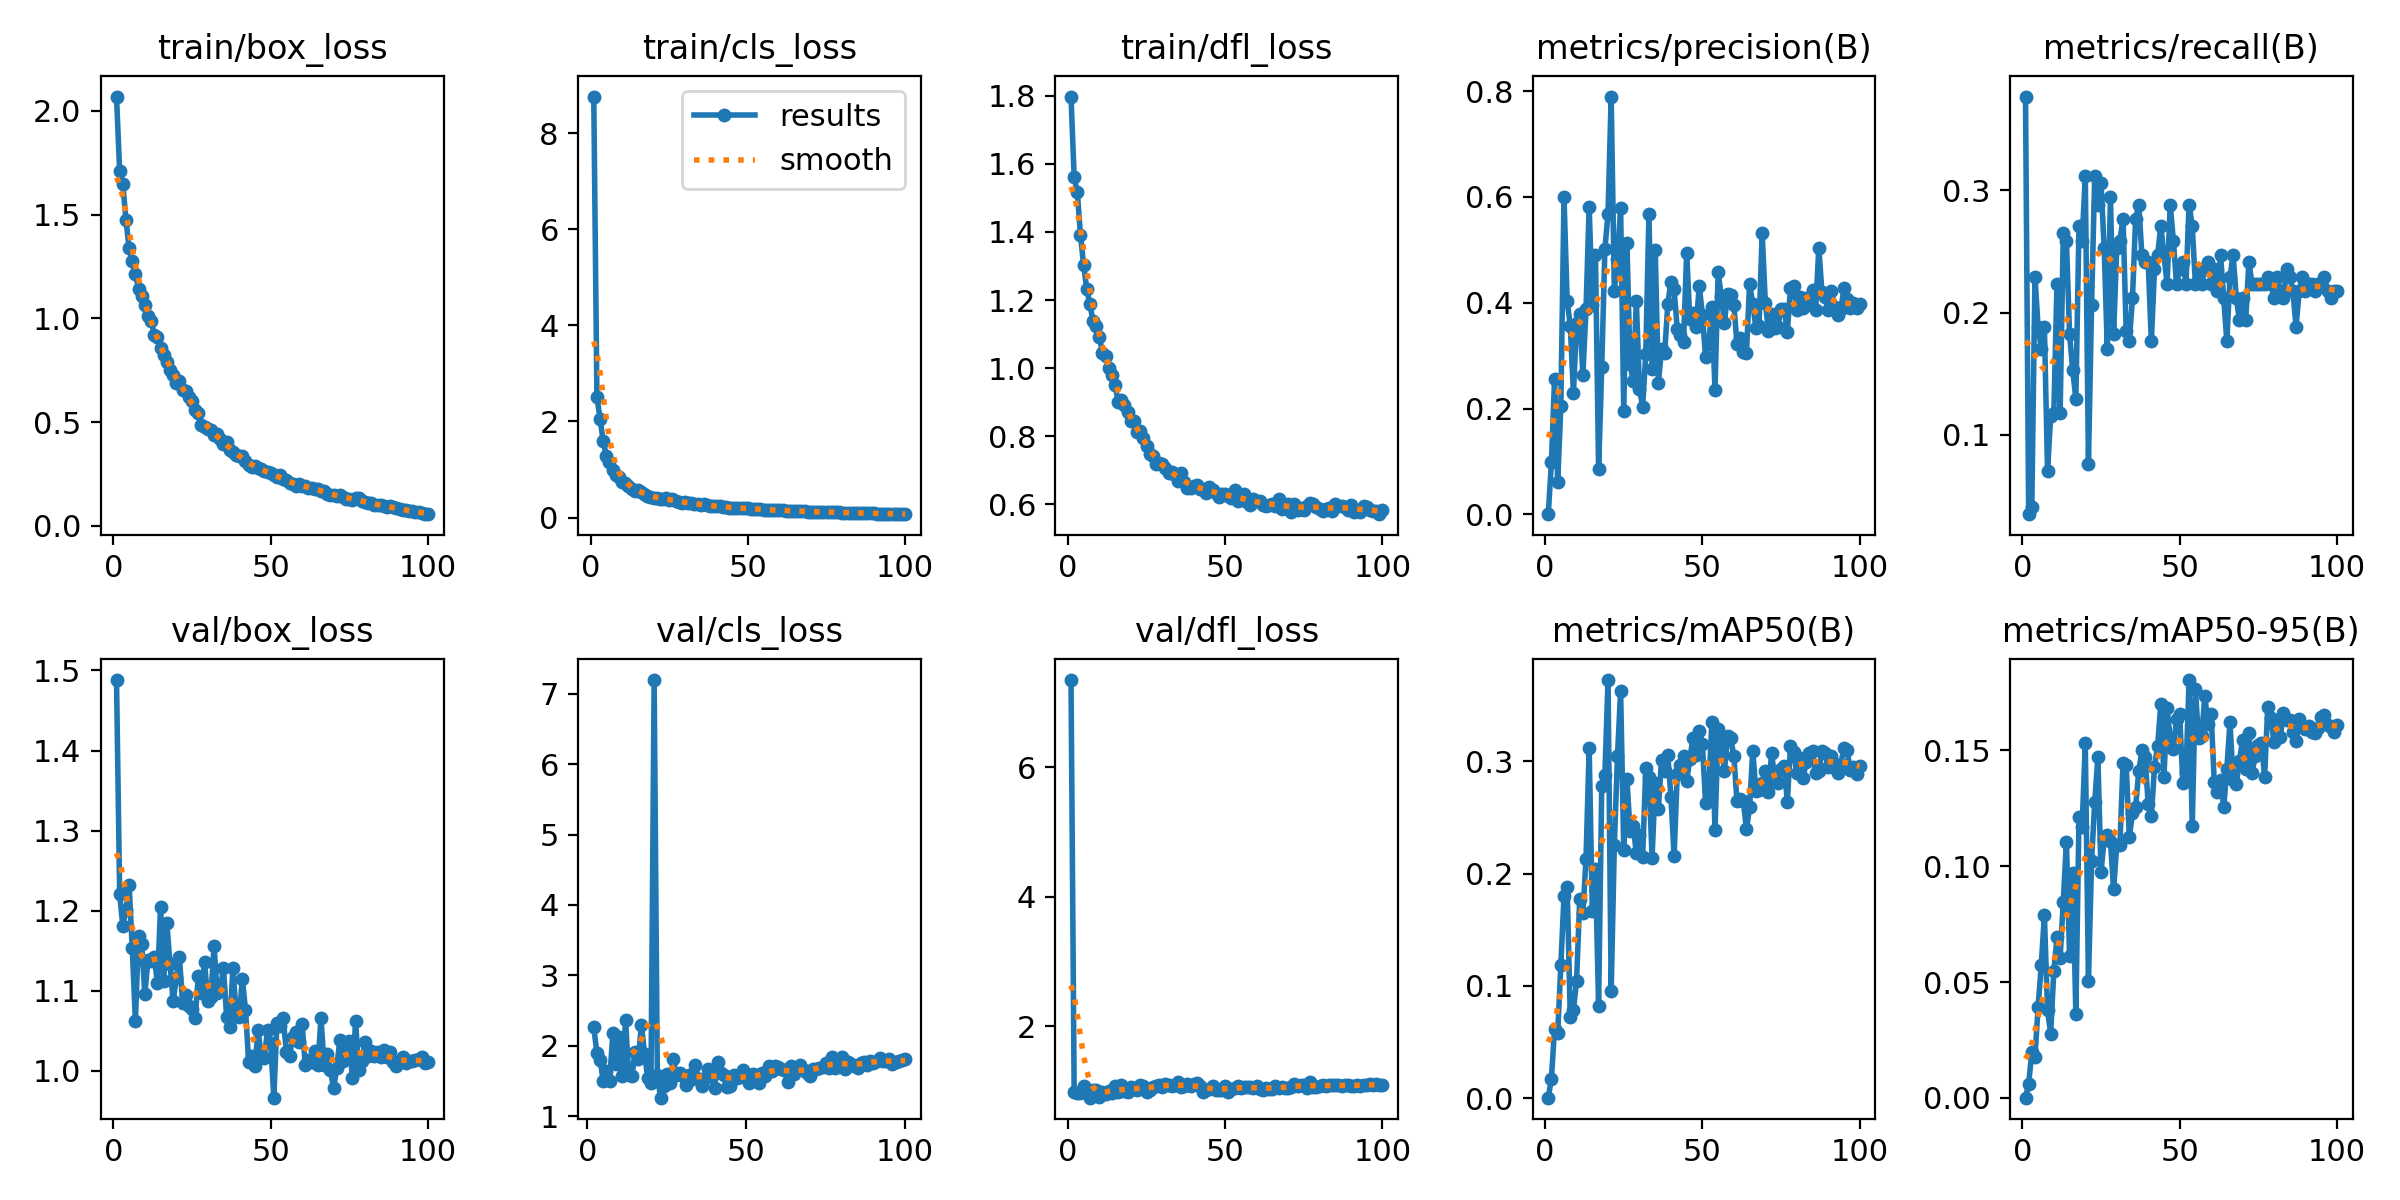 train/box_loss
2.0
1.5
1.0
0.5
0.0
0 50 100
train/cls_loss
results
smooth
8
6
4
2
0
0 50 100
train/dfl_loss
1.8
1.6
1.4
1.2
1.0
0.8
0.6
0 50 100
metrics/precision(B)
0.8
0.6
0.4
0.2
0.0
0 50 100
metrics/recall(B)
0.3
0.2
0.1
0 50 100
val/box_loss
1.5
1.4
1.3
1.2
1.1
1.0
0 50 100
val/cls_loss
7
6
5
4
3
2
1
0 50 100
val/dfl_loss
6
4
2
0 50 100
metrics/mAP50(B)
0.3
0.2
0.1
0.0
0 50 100
metrics/mAP50-95(B)
0.15
0.10
0.05
0.00
0 50 100